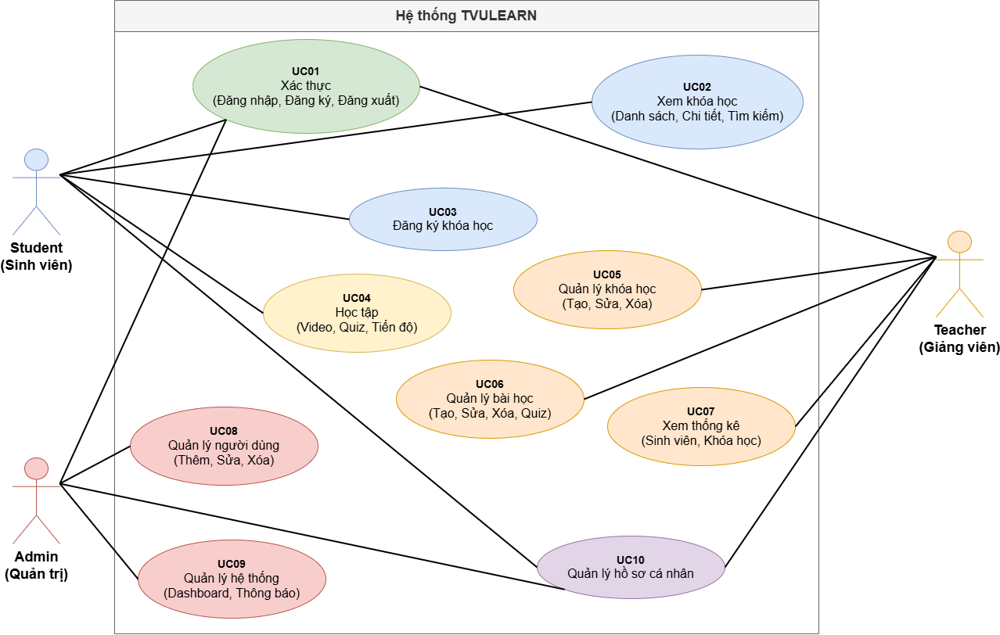 Hệ thống TVULEARN
UC01
Xác thực
(Đăng nhập, Đăng ký, Đăng xuất)
UC02
Xem khóa học
(Danh sách, Chi tiết, Tìm kiếm)
Student
(Sinh viên)
UC03
Đăng ký khóa học
UC04
Học tập
(Video, Quiz, Tiến độ)
UC05
Quản lý khóa học
(Tạo, Sửa, Xóa)
Teacher
(Giảng viên)
UC06
Quản lý bài học
(Tạo, Sửa, Xóa, Quiz)
UC07
Xem thống kê
(Sinh viên, Khóa học)
UC08
Quản lý người dùng
(Thêm, Sửa, Xóa)
Admin
(Quản trị)
UC09
Quản lý hệ thống
(Dashboard, Thông báo)
UC10
Quản lý hồ sơ cá nhân